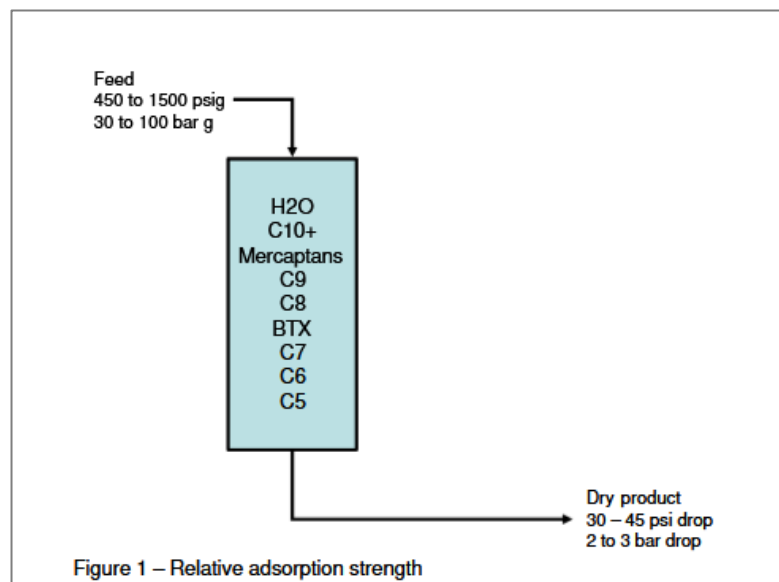 Feed
450 to 1500 psig
30 to 100 bar g
H2O
C10+
Mercaptans
C9
C8
BTX
C7
C6
C5
Dry product
30 – 45 psi drop
2 to 3 bar drop
Figure 1 – Relative adsorption strength